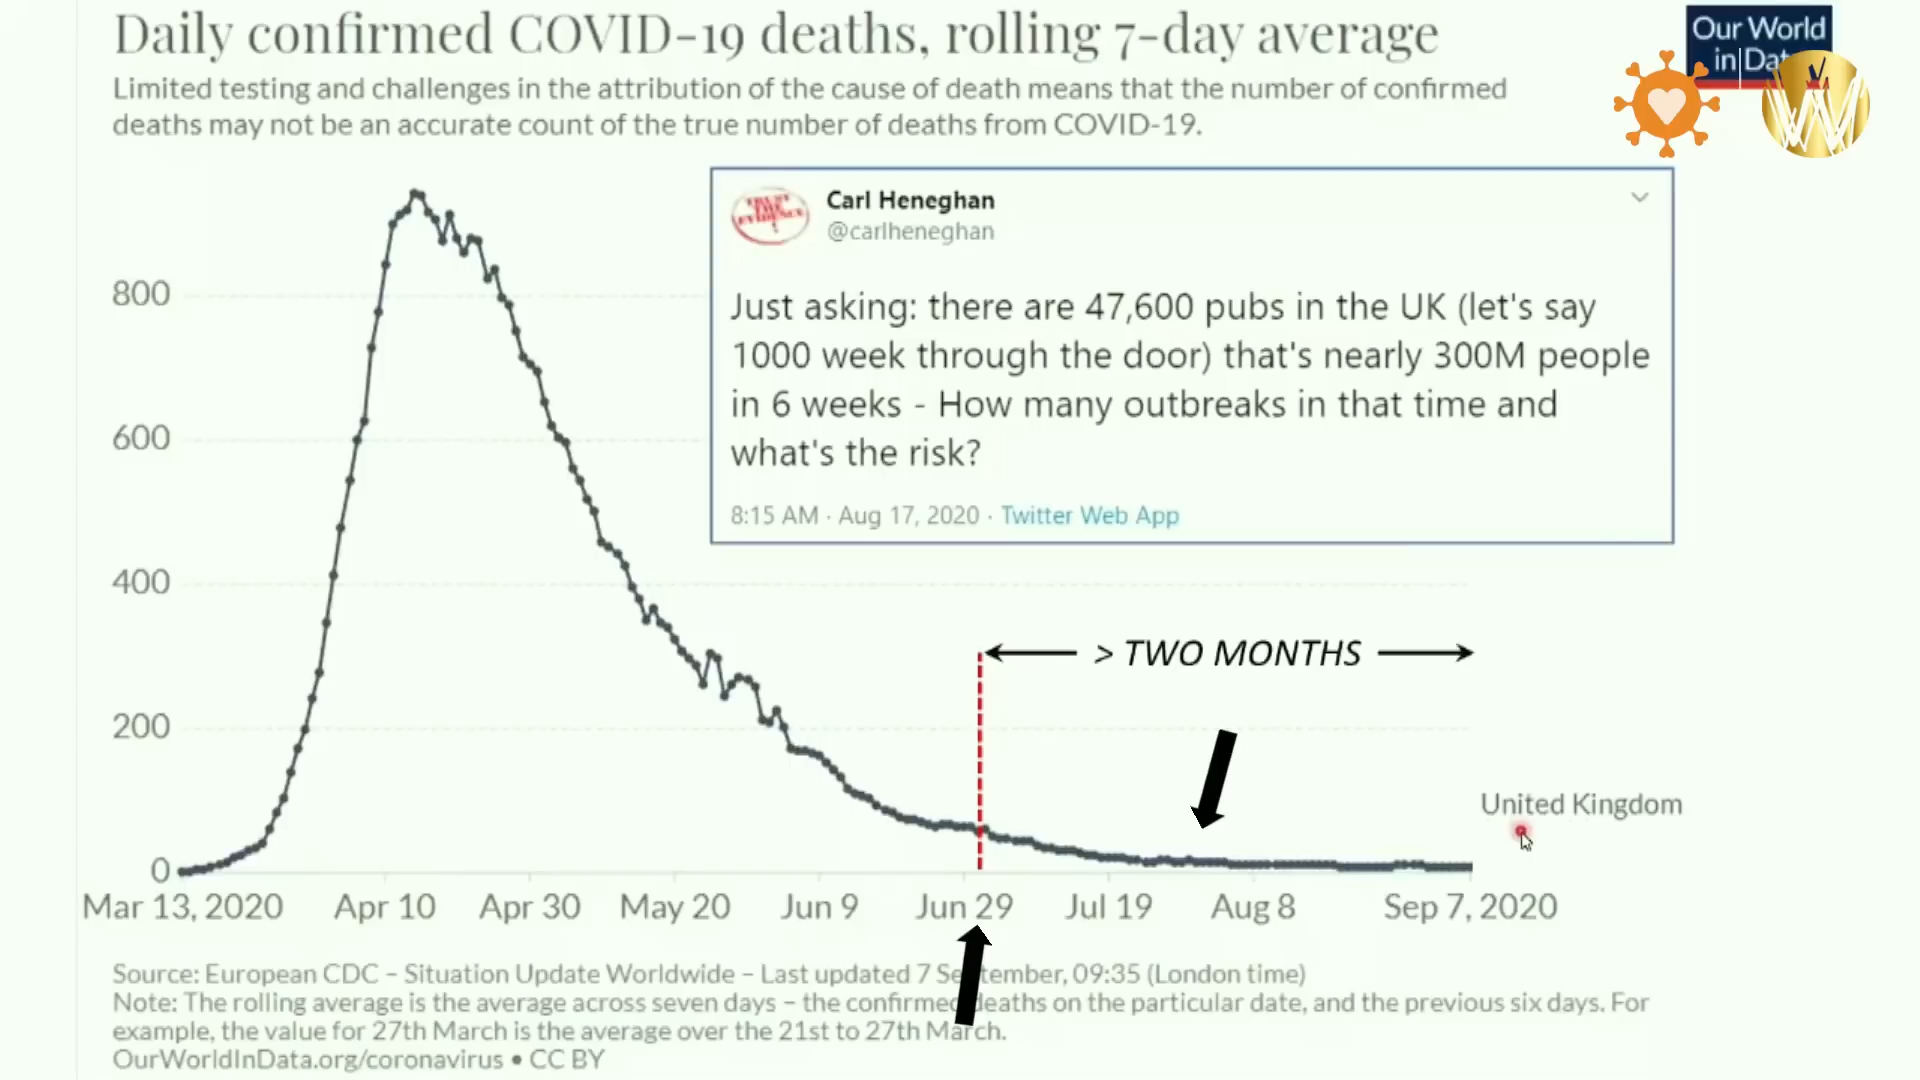 Daily confirmed COVID-19 deaths, rolling 7-day average
Limited testing and challenges in the attribution of the cause of death means that the number of confirmed
deaths may not be an accurate count of the true number of deaths from COVID-19.
Our World
in Dat
TRUST
THE
EVIDENCE
Carl Heneghan
@carlheneghan
Just asking: there are 47,600 pubs in the UK (let's say
1000 week through the door) that's nearly 300M people
in 6 weeks - How many outbreaks in that time and
what's the risk?
8:15 AM · Aug 17, 2020 · Twitter Web App
800
600
400
200
0
> TWO MONTHS
United Kingdom
Mar 13, 2020 Apr 10 Apr 30 May 20 Jun 9 Jun 29 Jul 19 Aug 8 Sep 7, 2020
Source: European CDC – Situation Update Worldwide – Last updated 7 September, 09:35 (London time)
Note: The rolling average is the average across seven days – the confirmed deaths on the particular date, and the previous six days. For
example, the value for 27th March is the average over the 21st to 27th March.
OurWorldInData.org/coronavirus • CC BY